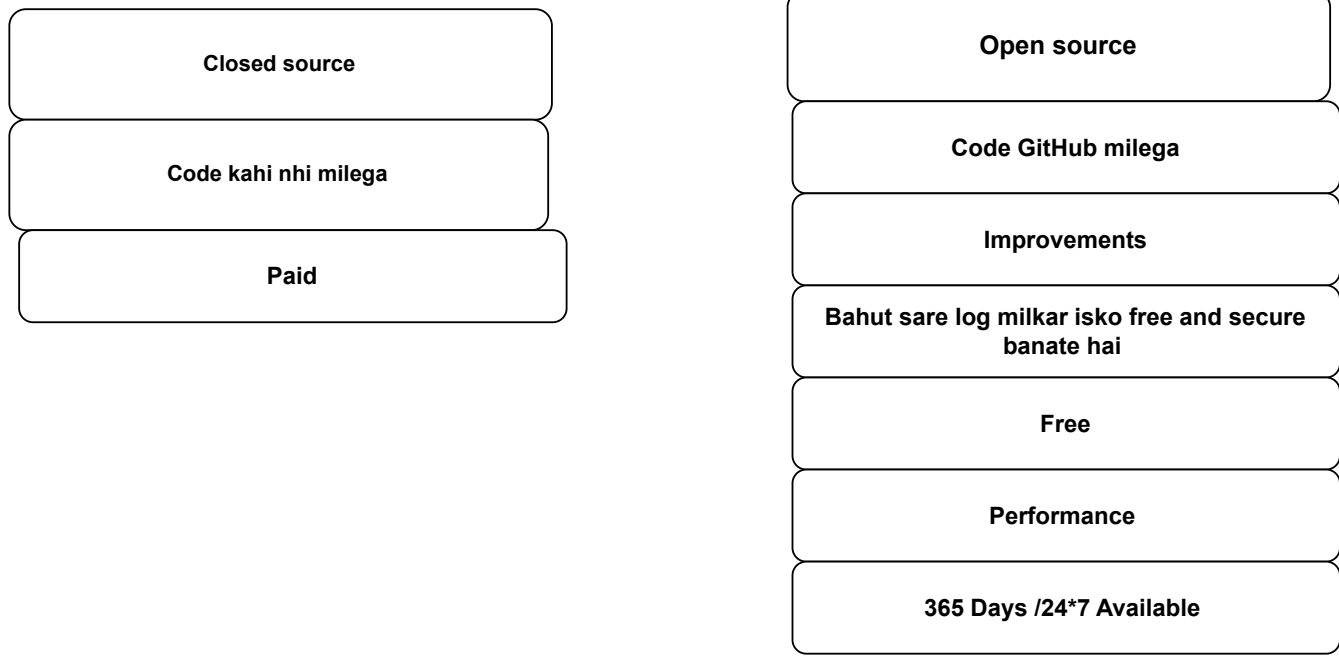 Closed source
Code kahi nhi milega
Paid
Open source
Code GitHub milega
Improvements
Bahut sare log milkar isko free and secure
banate hai
Free
Performance
365 Days /24*7 Available